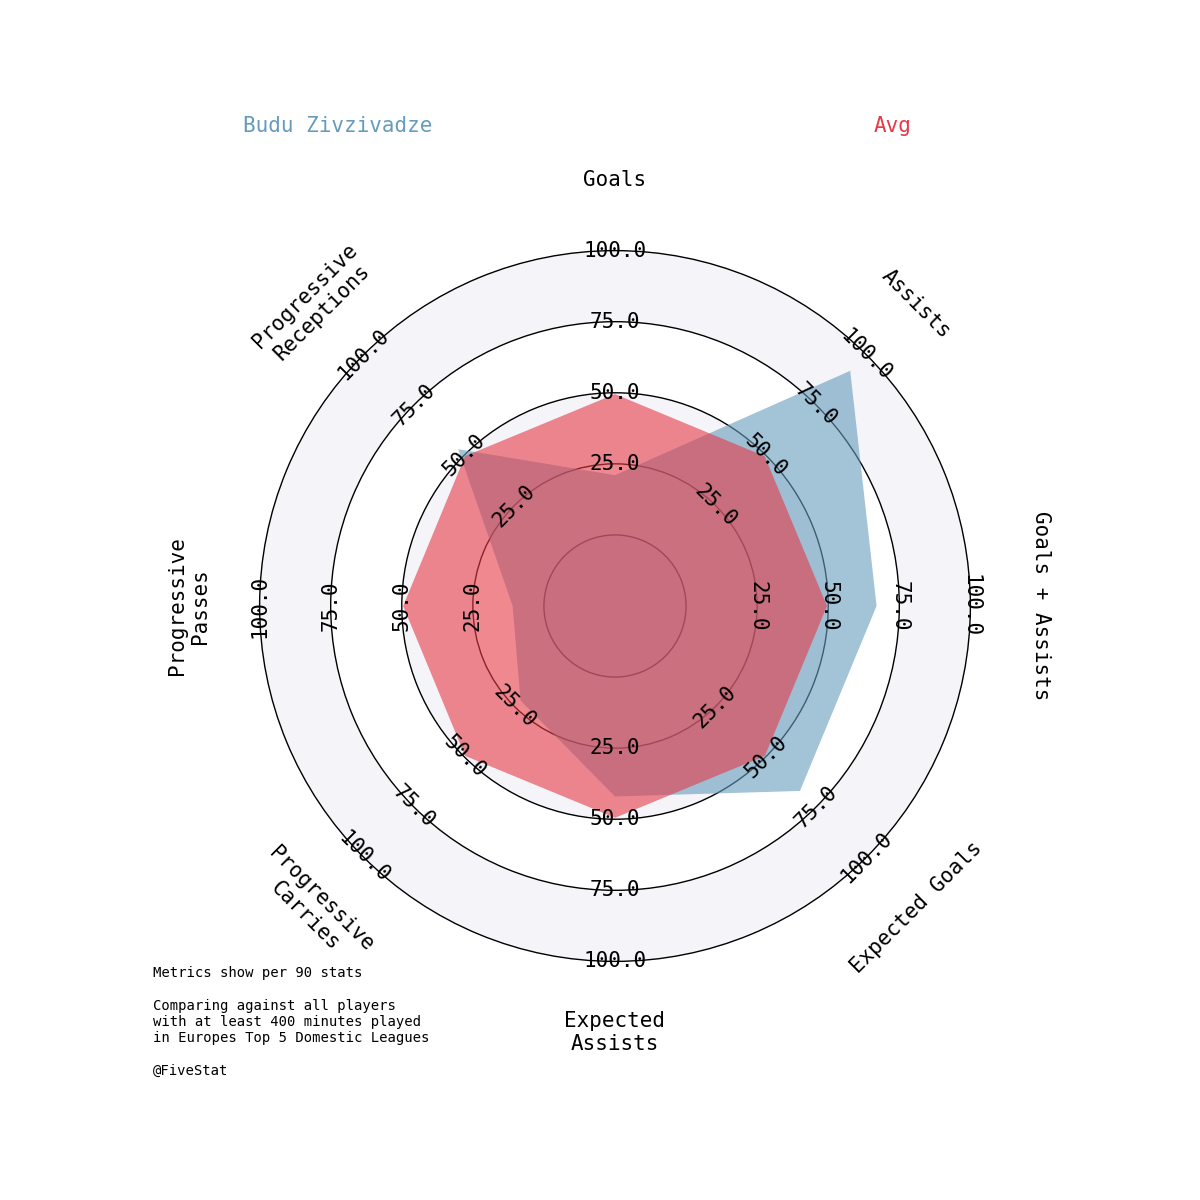 Budu Zivzivadze
Avg
Goals
Assists
Goals + Assists
Expected Goals
Expected
Assists
Progressive
Carries
Progressive
Passes
Progressive
Receptions
25.0
50.0
75.0
100.0
25.0
50.0
75.0
100.0
25.0
50.0
75.0
100.0
25.0
50.0
75.0
100.0
25.0
50.0
75.0
100.0
25.0
50.0
75.0
100.0
25.0
50.0
75.0
100.0
25.0
50.0
75.0
100.0
Metrics show per 90 stats
Comparing against all players
with at least 400 minutes played
in Europes Top 5 Domestic Leagues
@FiveStat